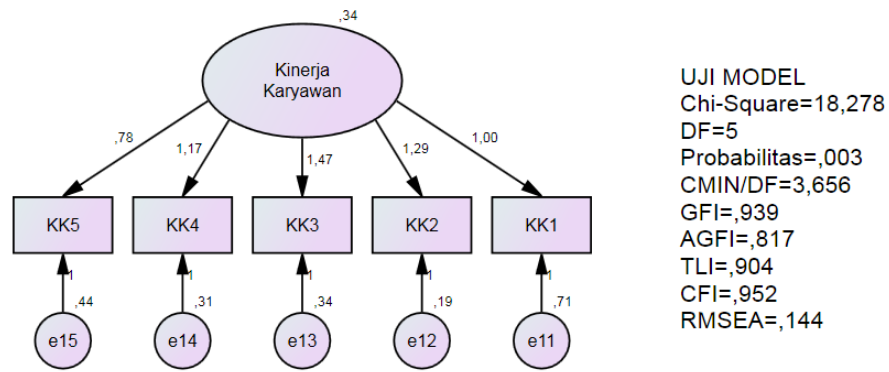 ,34
Kinerja
Karyawan
,78
1,17
1,47
1,29
1,00
KK5
KK4
KK3
KK2
KK1
1
1
1
1
1
,44
,31
,34
,19
,71
e15
e14
e13
e12
e11
UJI MODEL
Chi-Square=18,278
DF=5
Probabilitas=,003
CMIN/DF=3,656
GFI=,939
AGFI=,817
TLI=,904
CFI=,952
RMSEA=,144